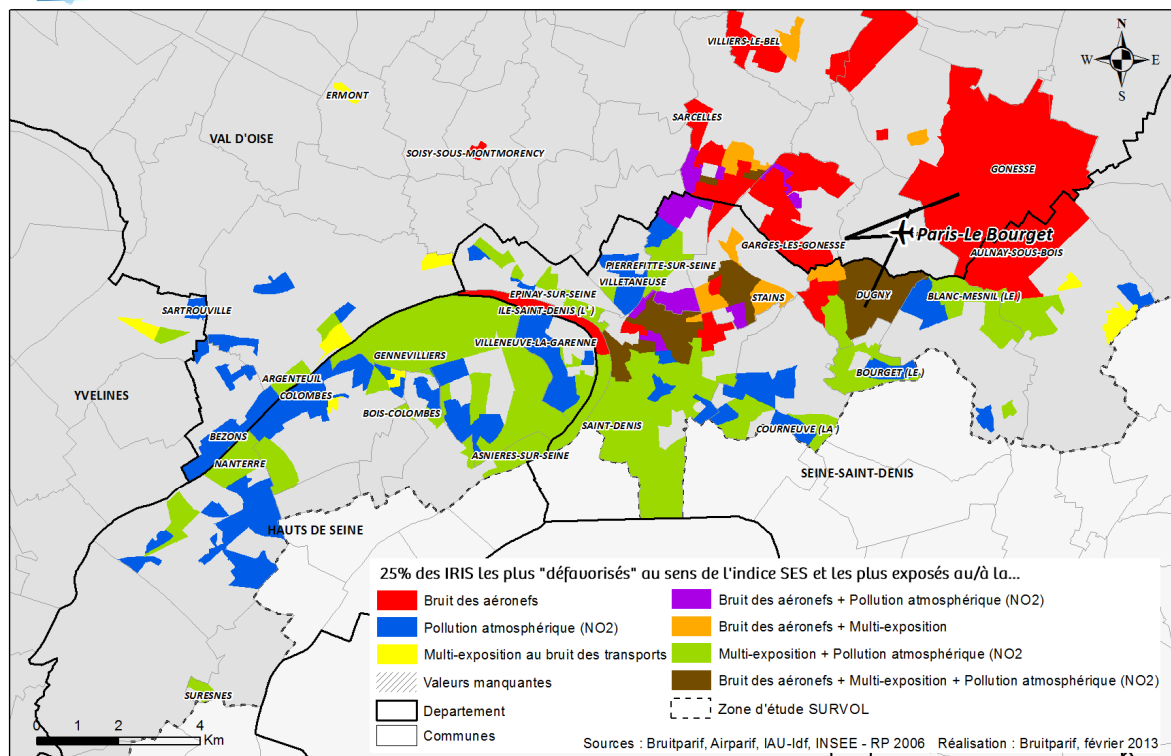 N
W E
S
VILLIERS-LE-BEL
ERMONT
SARCELLES
VAL D'OISE
SOISY-SOUS-MONTMORENCY
GONESSE
Paris-Le Bourget
GARGES-LES-GONESSE
AULNAY-SOUS-BOIS
PIERREFITTE-SUR-SEINE
VILLETANEUSE
EPINAY-SUR-SEINE
STAINS
DUGNY
BLANC-MESNIL (LE )
SARTROUVILLE
ILE-SAINT-DENIS (L' )
VILLENEUVE-LA-GARENNE
GENNEVILLIERS
ARGENTEUIL
COLOMBES
BOURGET (LE )
YVELINES
BOIS-COLOMBES
SAINT-DENIS
COURNEUVE (LA )
BEZONS
NANTERRE
ASNIERES-SUR-SEINE
SEINE-SAINT-DENIS
HAUTS DE SEINE
SURESNES
25% des IRIS les plus "défavorisés" au sens de l'indice SES et les plus exposés au/à la...
Bruit des aéronefs
Pollution atmosphérique (NO2)
Multi-exposition au bruit des transports
Valeurs manquantes
Departement
Communes
Bruit des aéronefs + Pollution atmosphérique (NO2)
Bruit des aéronefs + Multi-exposition
Multi-exposition + Pollution atmosphérique (NO2
Bruit des aéronefs + Multi-exposition + Pollution atmosphérique (NO2)
Zone d'étude SURVOL
0 1 2 4
Km
Sources : Bruitparif, Airparif, IAU-Idf, INSEE - RP 2006 Réalisation : Bruitparif, février 2013